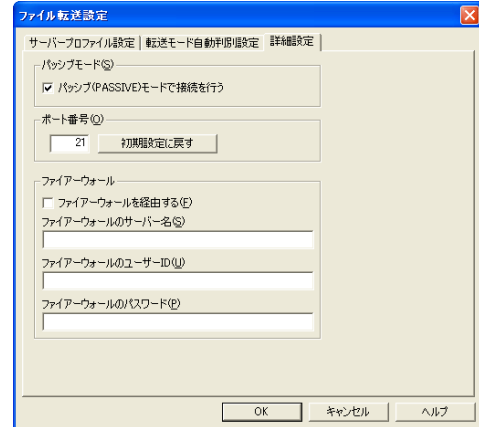 ファイル転送設定
サーバープロファイル設定 転送モード自動判別設定 詳細設定
パッシブモード(S)
パッシブ(PASSIVE)モードで接続を行う
ポート番号(O)
21 初期設定に戻す
ファイアーウォール
ファイアーウォールを経由する(F)
ファイアーウォールのサーバー名(S)
ファイアーウォールのユーザーID(U)
ファイアーウォールのパスワード(P)
OK キャンセル ヘルプ